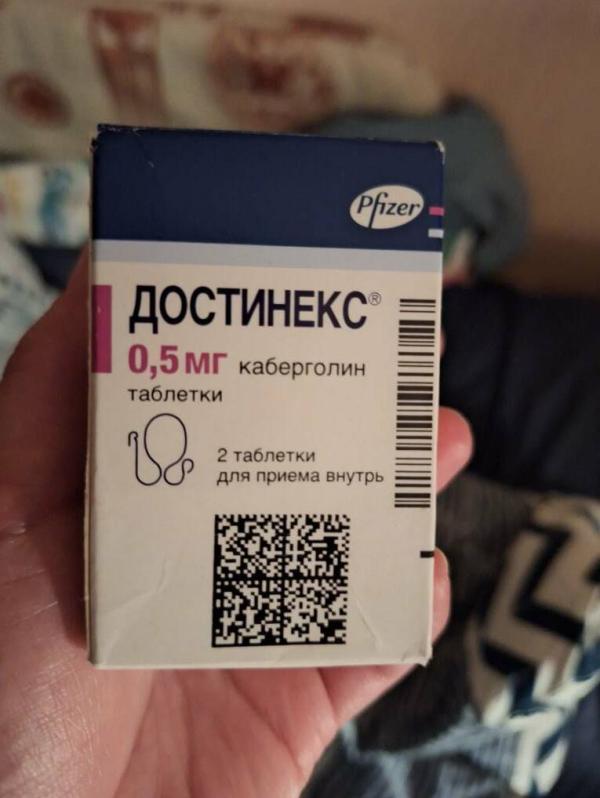 Pfizer
ДОСТИНЕКС®
0,5 мг каберголин
таблетки
2 таблетки
для приема внутрь